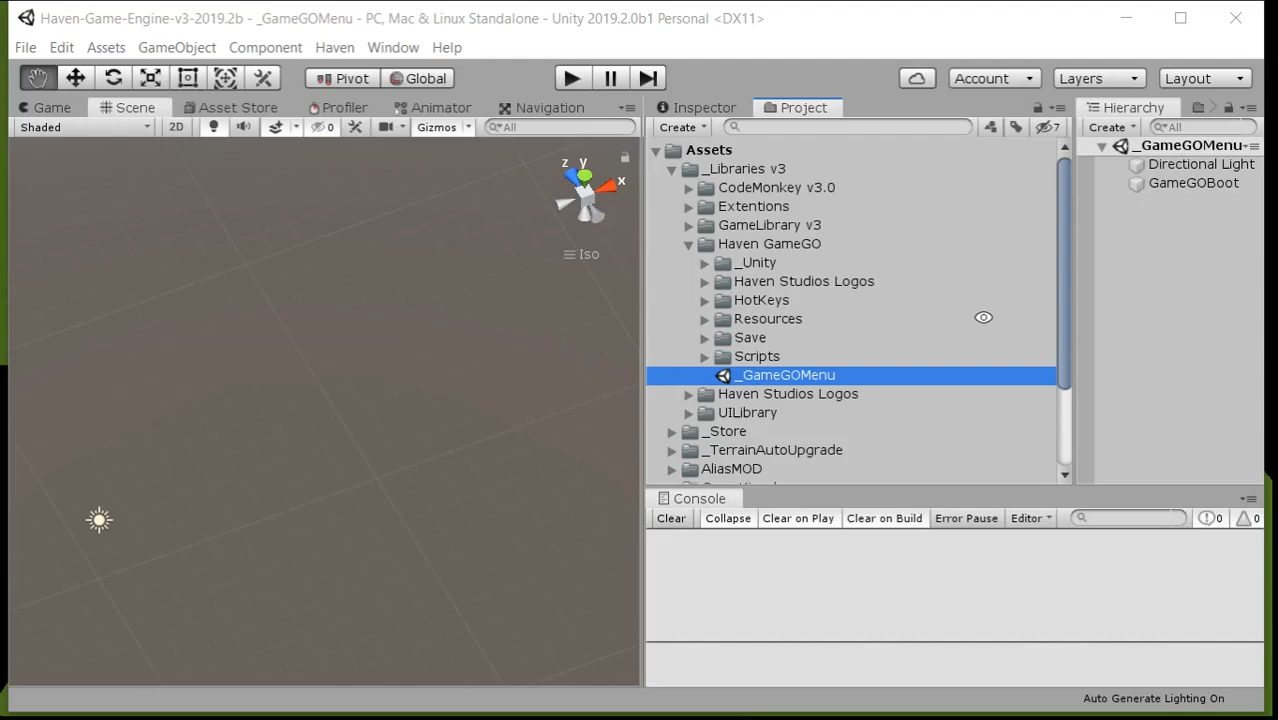 Haven-Game-Engine-v3-2019.2b - _GameGOMenu - PC, Mac & Linux Standalone - Unity 2019.2.0b1 Personal <DX11>
File Edit Assets GameObject Component Haven Window Help
Pivot Global Account Layers Layout
Game Scene Asset Store Profiler Animator Navigation
Shaded 2D 0 Gizmos All
z y x
Iso
Inspector Project
Create 7
Assets
_Libraries v3
CodeMonkey v3.0
Extentions
GameLibrary v3
Haven GameGO
_Unity
Haven Studios Logos
HotKeys
Resources
Save
Scripts
_GameGOMenu
Haven Studios Logos
UILibrary
_Store
_TerrainAutoUpgrade
AliasMOD
Hierarchy
Create All
_GameGOMenu
Directional Light
GameGOBoot
Console
Clear Collapse Clear on Play Clear on Build Error Pause Editor 0 0
Auto Generate Lighting On